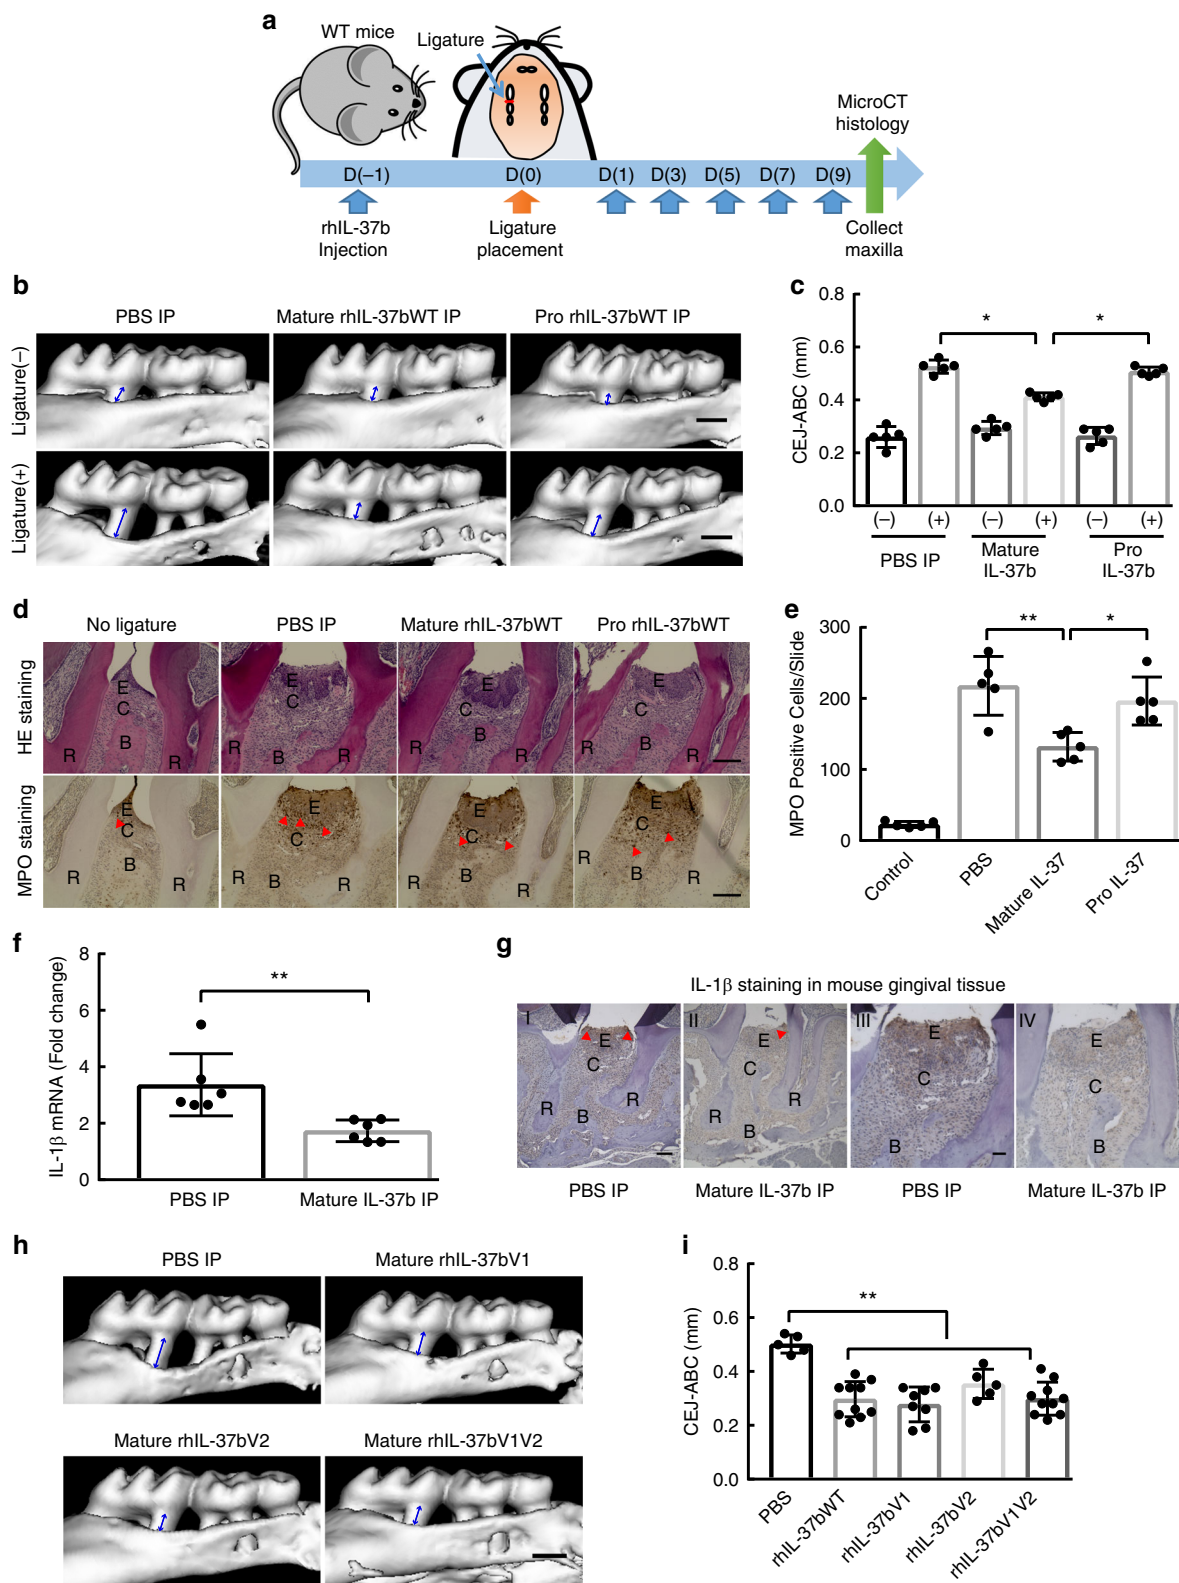 a
WT mice
Ligature
MicroCT
histology
D(−1)
D(0)
D(1)
D(3)
D(5)
D(7)
D(9)
rhIL-37b
Injection
Ligature
placement
Collect
maxilla
b
PBS IP
Mature rhIL-37bWT IP
Pro rhIL-37bWT IP
Ligature(−)
Ligature(+)
c
CEJ-ABC (mm)
0.8
0.6
0.4
0.2
0.0
*
*
(−) (+) (−) (+) (−) (+)
PBS IP
Mature
IL-37b
Pro
IL-37b
d
No ligature
PBS IP
Mature rhIL-37bWT
Pro rhIL-37bWT
HE staining
E
C
B
R
R
E
C
B
R
E
C
B
R
E
C
B
R
MPO staining
E
C
B
R
R
E
C
B
R
E
C
B
R
E
C
B
R
e
MPO Positive Cells/Slide
300
200
100
0
**
*
Control
PBS
Mature IL-37
Pro IL-37
f
IL-1β mRNA (Fold change)
8
6
4
2
0
**
PBS IP
Mature IL-37b IP
g
IL-1β staining in mouse gingival tissue
I
E
C
R
B
R
II
E
C
R
B
R
III
E
C
B
IV
E
C
B
PBS IP
Mature IL-37b IP
PBS IP
Mature IL-37b IP
h
PBS IP
Mature rhIL-37bV1
Mature rhIL-37bV2
Mature rhIL-37bV1V2
i
CEJ-ABC (mm)
0.8
0.6
0.4
0.2
0.0
**
PBS
rhIL-37bWT
rhIL-37bV1
rhIL-37bV2
rhIL-37bV1V2